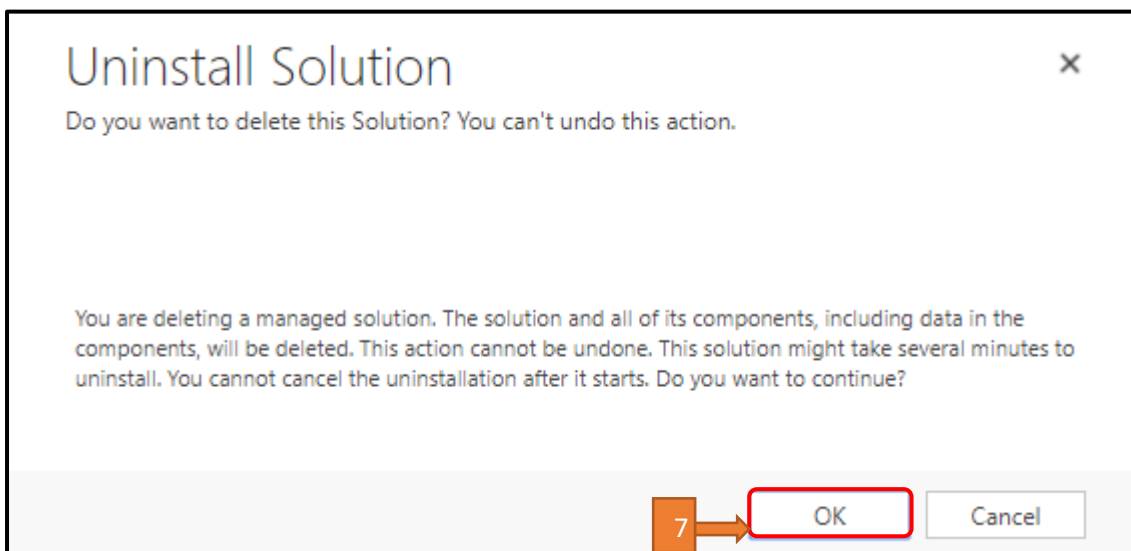 Uninstall Solution
Do you want to delete this Solution? You can't undo this action.
You are deleting a managed solution. The solution and all of its components, including data in the
components, will be deleted. This action cannot be undone. This solution might take several minutes to
uninstall. You cannot cancel the uninstallation after it starts. Do you want to continue?
7 OK Cancel